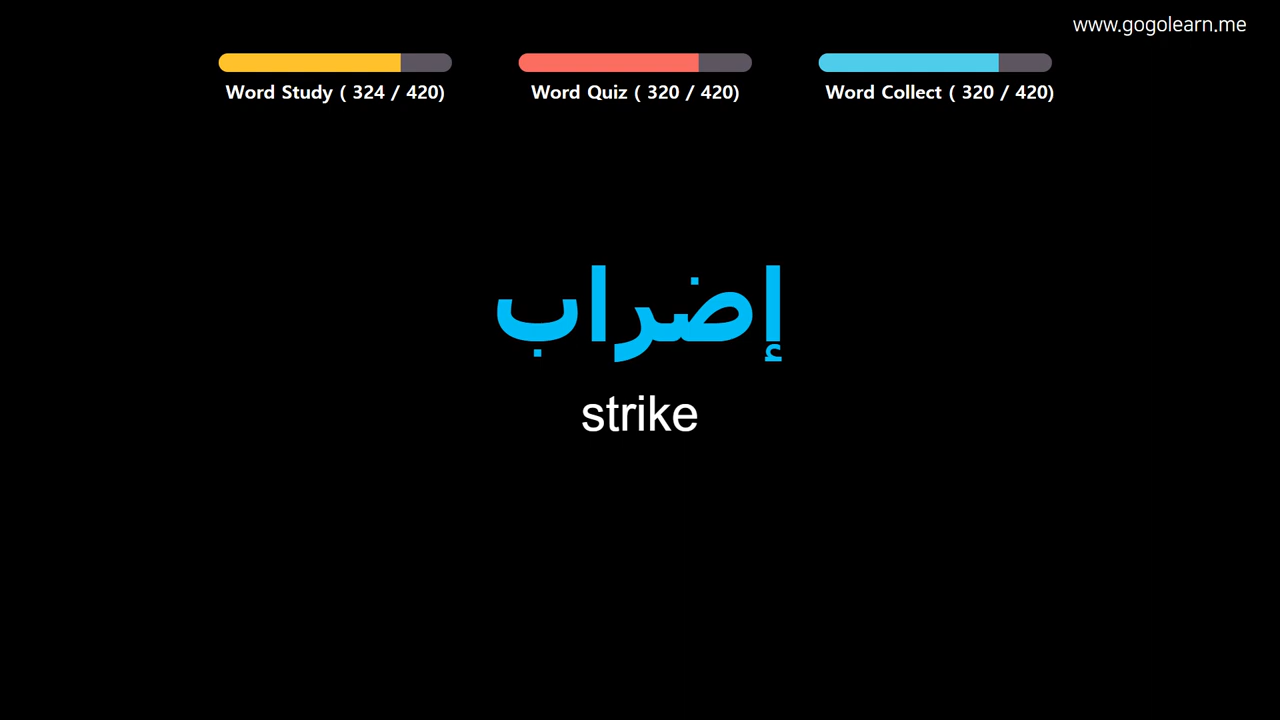 www.gogolearn.me
Word Study ( 324 / 420)
Word Quiz ( 320 / 420)
Word Collect ( 320 / 420)
إضراب
strike